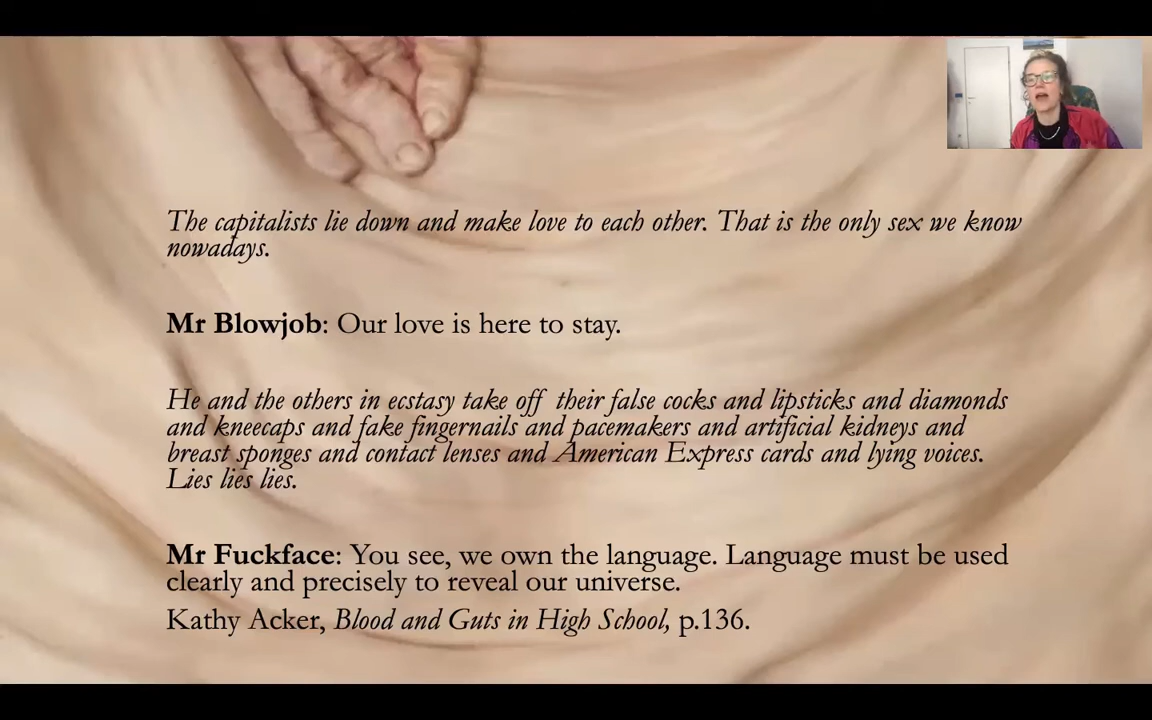 The capitalists lie down and make love to each other. That is the only sex we know
nowadays.
Mr Blowjob: Our love is here to stay.
He and the others in ecstasy take off  their false cocks and lipsticks and diamonds
and kneecaps and fake fingernails and pacemakers and artificial kidneys and
breast sponges and contact lenses and American Express cards and lying voices.
Lies lies lies.
Mr Fuckface: You see, we own the language. Language must be used
clearly and precisely to reveal our universe.
Kathy Acker, Blood and Guts in High School, p.136.